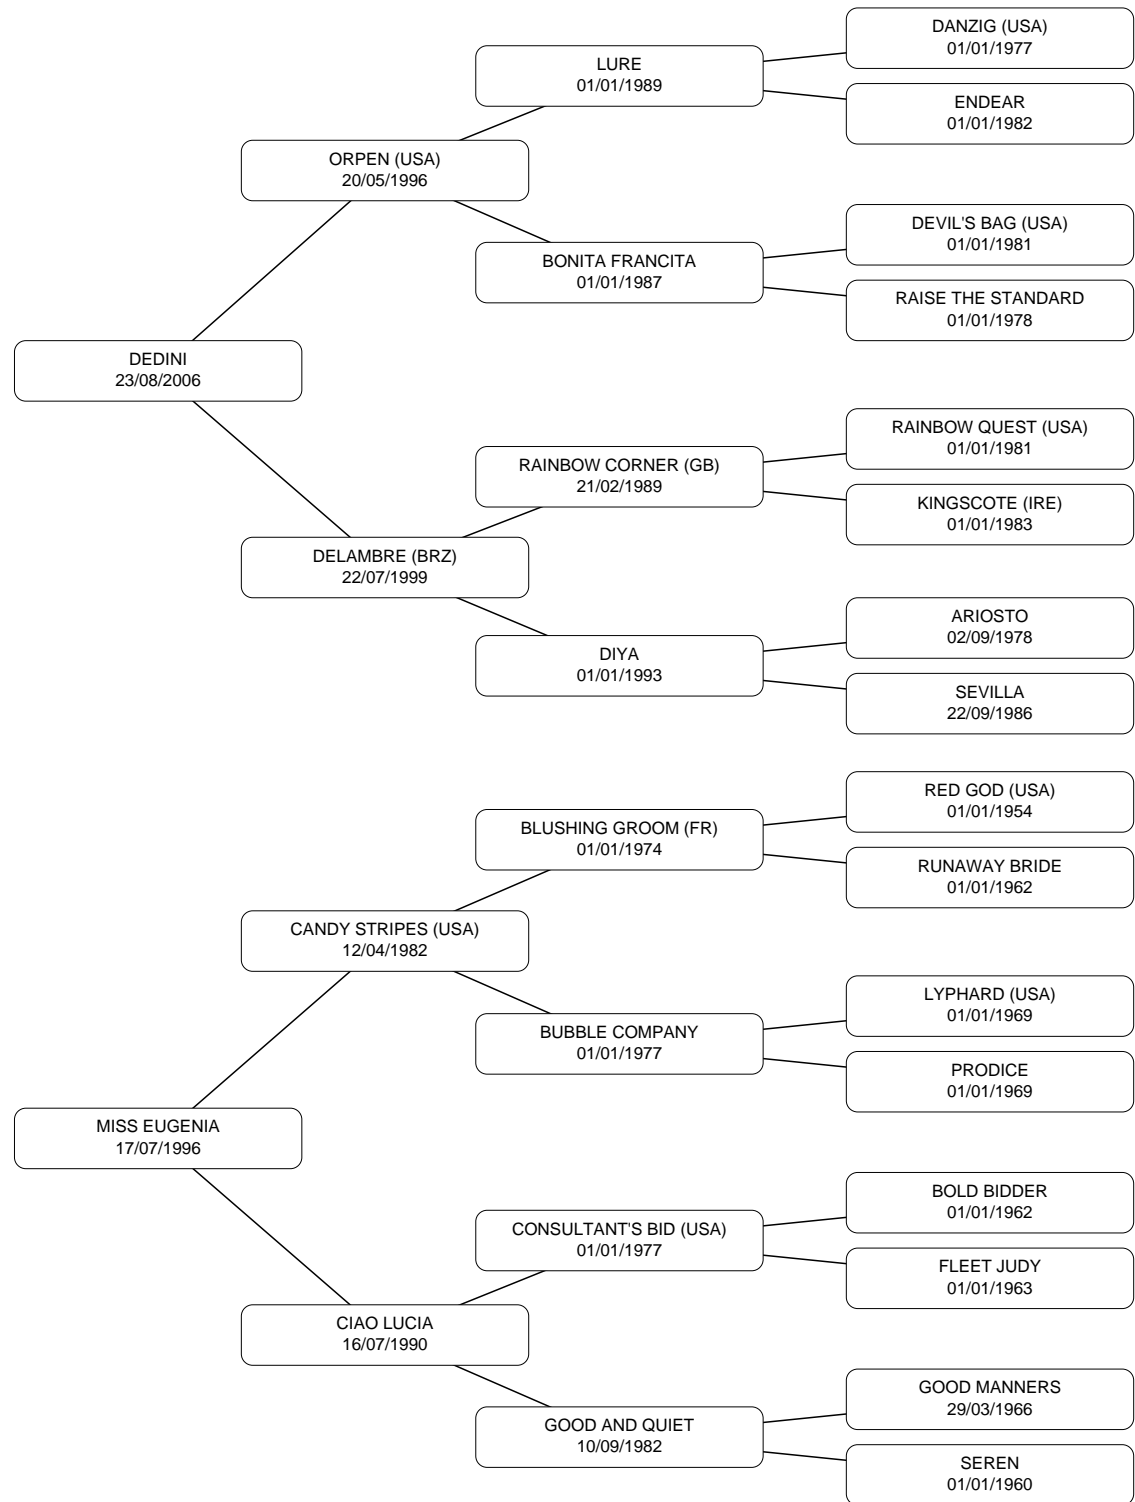 DANZIG (USA)
01/01/1977
LURE
01/01/1989
ENDEAR
01/01/1982
ORPEN (USA)
20/05/1996
DEVIL'S BAG (USA)
01/01/1981
BONITA FRANCITA
01/01/1987
RAISE THE STANDARD
01/01/1978
DEDINI
23/08/2006
RAINBOW QUEST (USA)
01/01/1981
RAINBOW CORNER (GB)
21/02/1989
KINGSCOTE (IRE)
01/01/1983
DELAMBRE (BRZ)
22/07/1999
ARIOSTO
02/09/1978
DIYA
01/01/1993
SEVILLA
22/09/1986
RED GOD (USA)
01/01/1954
BLUSHING GROOM (FR)
01/01/1974
RUNAWAY BRIDE
01/01/1962
CANDY STRIPES (USA)
12/04/1982
LYPHARD (USA)
01/01/1969
BUBBLE COMPANY
01/01/1977
PRODICE
01/01/1969
MISS EUGENIA
17/07/1996
BOLD BIDDER
01/01/1962
CONSULTANT'S BID (USA)
01/01/1977
FLEET JUDY
01/01/1963
CIAO LUCIA
16/07/1990
GOOD MANNERS
29/03/1966
GOOD AND QUIET
10/09/1982
SEREN
01/01/1960